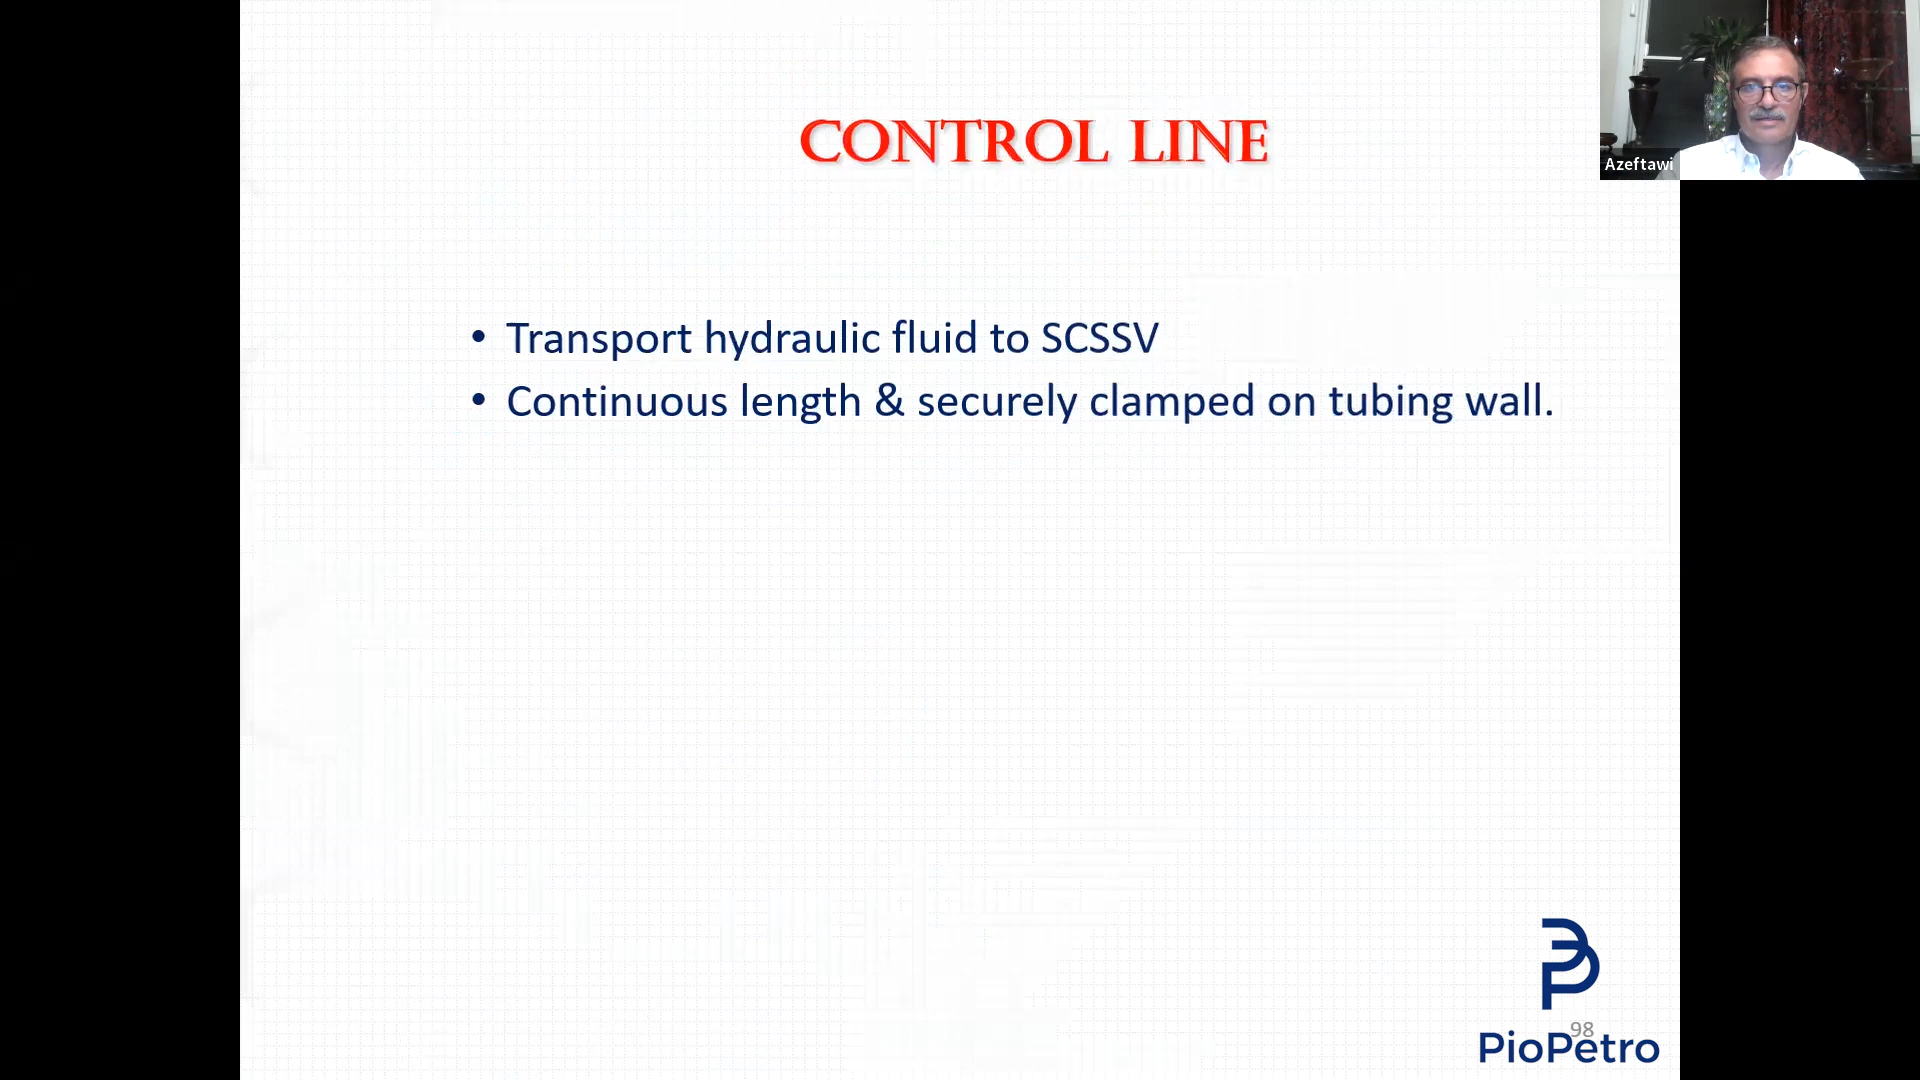 CONTROL LINE
Azeftawi
• Transport hydraulic fluid to SCSSV
• Continuous length & securely clamped on tubing wall.
98
PioPetro